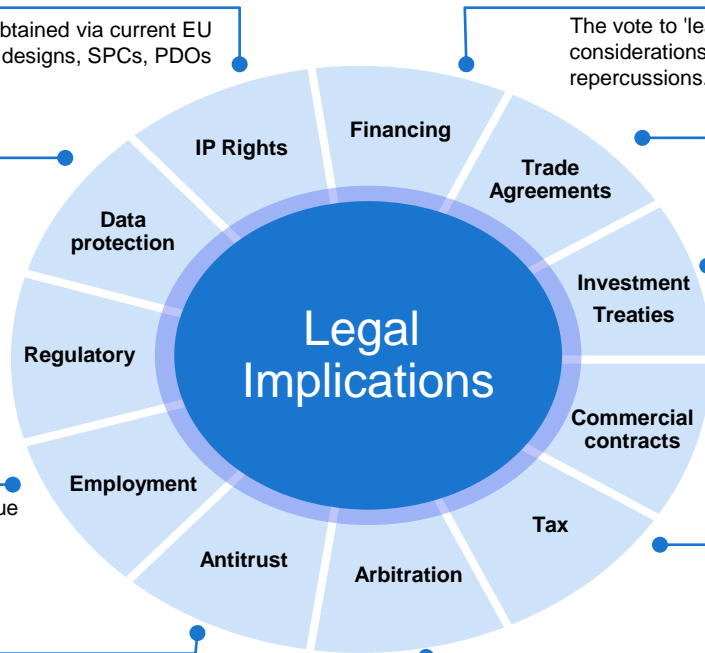 btained via current EU
designs, SPCs, PDOs
The vote to 'le
considerations
repercussions.
IP Rights
Financing
Trade
Agreements
Data
protection
Investment
Treaties
Regulatory
Legal
Implications
Commercial
contracts
Employment
ue
Tax
Antitrust
Arbitration